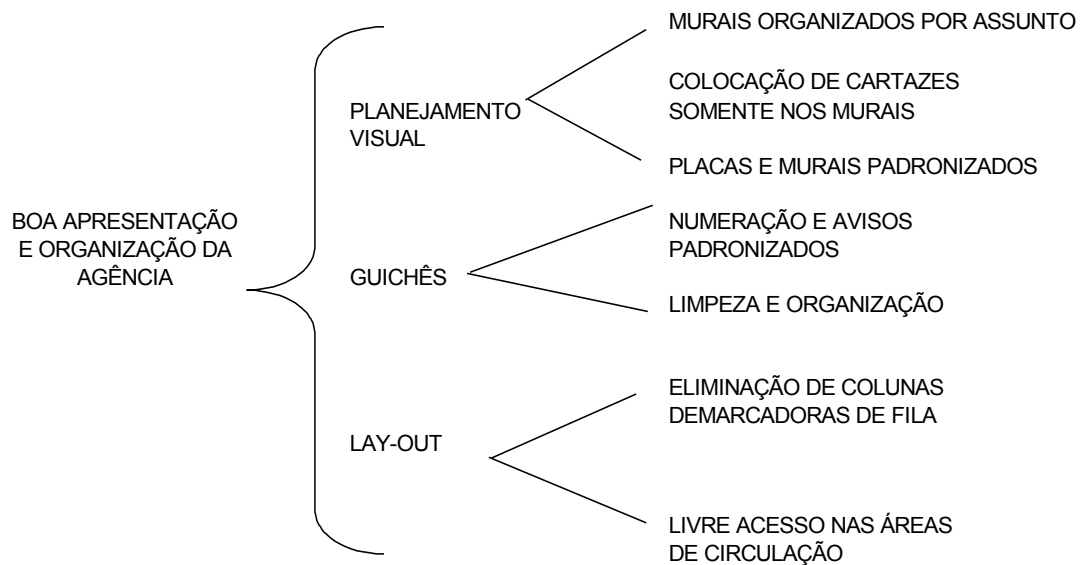 BOA APRESENTAÇÃO
E ORGANIZAÇÃO DA
AGÊNCIA
PLANEJAMENTO
VISUAL
MURAIS ORGANIZADOS POR ASSUNTO
COLOCAÇÃO DE CARTAZES
SOMENTE NOS MURAIS
PLACAS E MURAIS PADRONIZADOS
GUICHÊS
NUMERAÇÃO E AVISOS
PADRONIZADOS
LIMPEZA E ORGANIZAÇÃO
LAY-OUT
ELIMINAÇÃO DE COLUNAS
DEMARCADORAS DE FILA
LIVRE ACESSO NAS ÁREAS
DE CIRCULAÇÃO